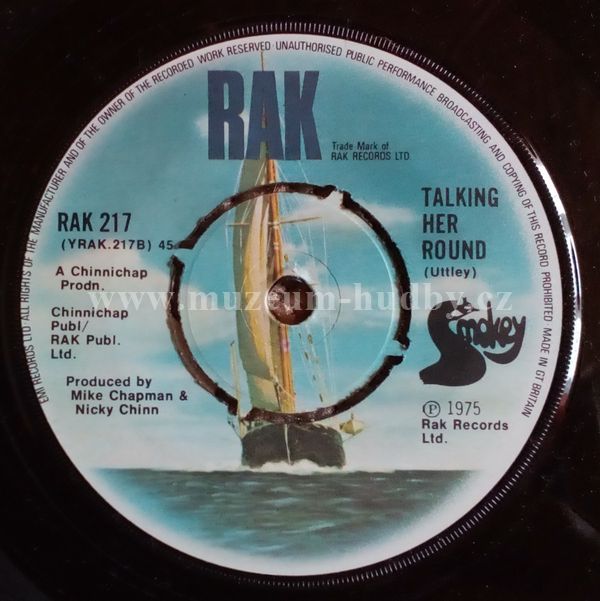 EMI RECORDS LTD ALL RIGHTS OF THE MANUFACTURER AND OF THE OWNER OF THE RECORDED WORK RESERVED UNAUTHORISED PUBLIC PERFORMANCE BROADCASTING AND COPYING OF THIS RECORD PROHIBITED MADE IN GT BRITAIN
RAK
Trade Mark of
RAK RECORDS LTD
RAK 217
(YRAK.217B) 45
A Chinnichap
Prodn.
Chinnichap
Publ/
RAK Publ.
Ltd.
Produced by
Mike Chapman &
Nicky Chinn
TALKING
HER
ROUND
(Uttley)
Smokey
℗ 1975
Rak Records
Ltd.
www.muzeum-hudby.cz